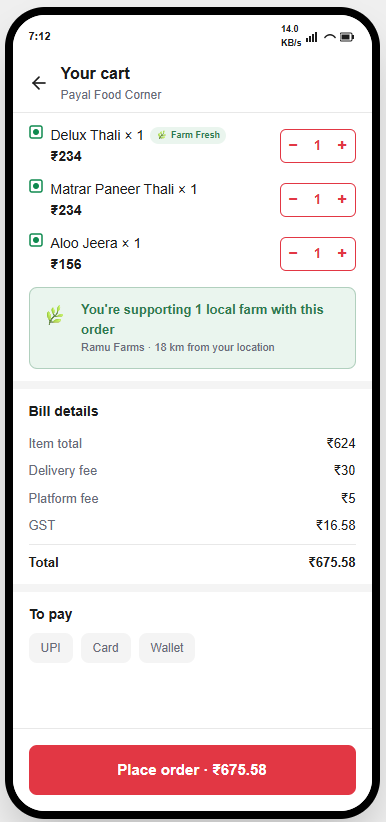 7:12
14.0
KB/s
Your cart
Payal Food Corner
Delux Thali × 1 Farm Fresh
₹234
− 1 +
Matrar Paneer Thali × 1
₹234
− 1 +
Aloo Jeera × 1
₹156
− 1 +
You're supporting 1 local farm with this
order
Ramu Farms · 18 km from your location
Bill details
Item total ₹624
Delivery fee ₹30
Platform fee ₹5
GST ₹16.58
Total ₹675.58
To pay
UPI Card Wallet
Place order · ₹675.58